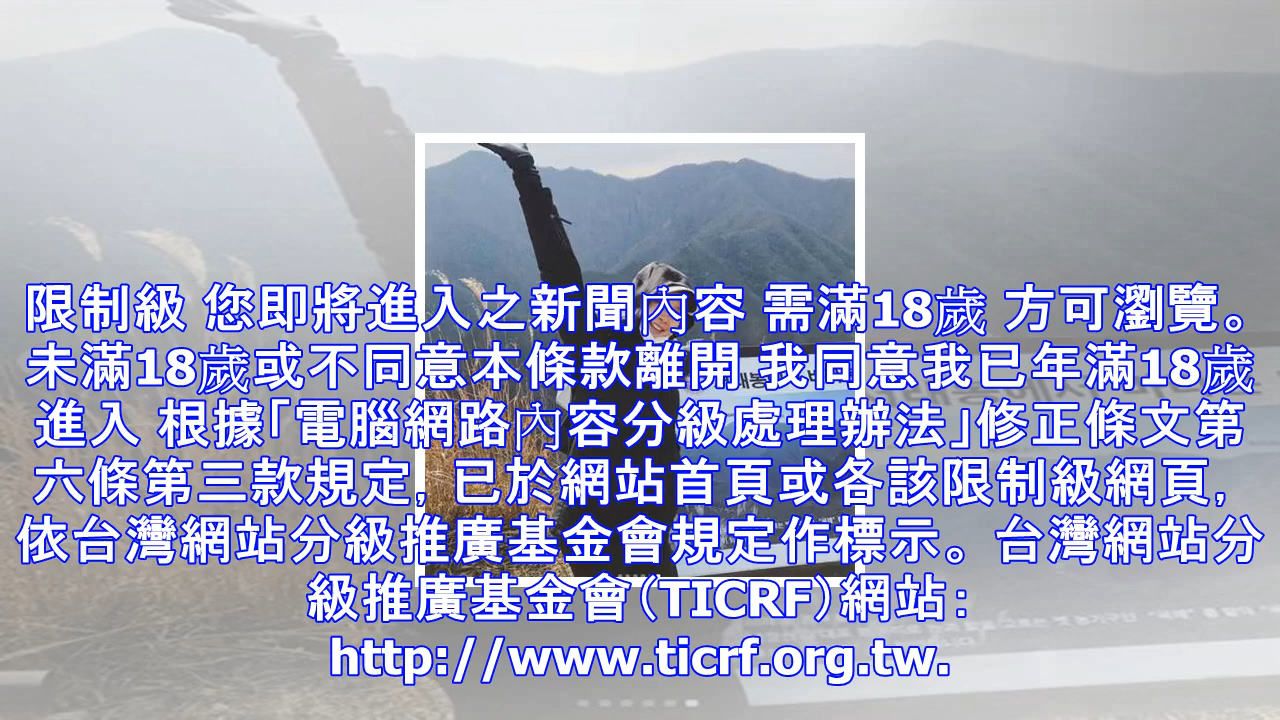 限制級 您即將進入之新聞內容 需滿18歲 方可瀏覽。
未滿18歲或不同意本條款離開 我同意我已年滿18歲
進入 根據「電腦網路內容分級處理辦法」修正條文第
六條第三款規定，已於網站首頁或各該限制級網頁，
依台灣網站分級推廣基金會規定作標示。台灣網站分
級推廣基金會（TICRF）網站：
http://www.ticrf.org.tw.